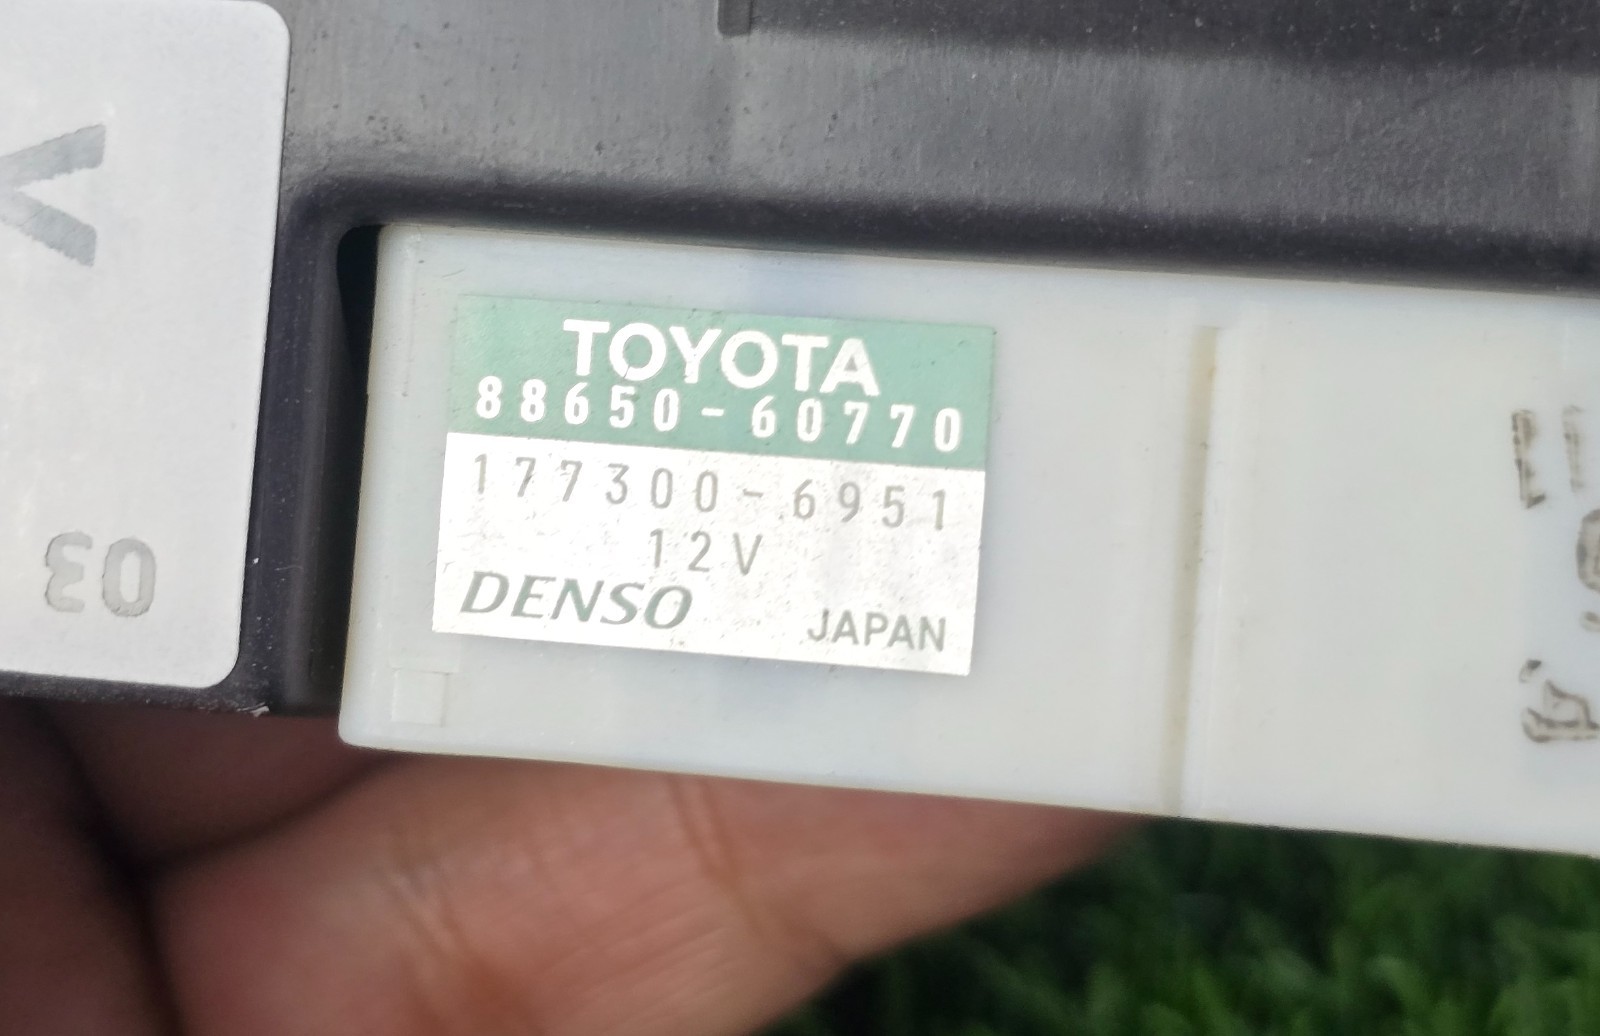 TOYOTA
88650-60770
177300-6951
12V
DENSO JAPAN
V
03